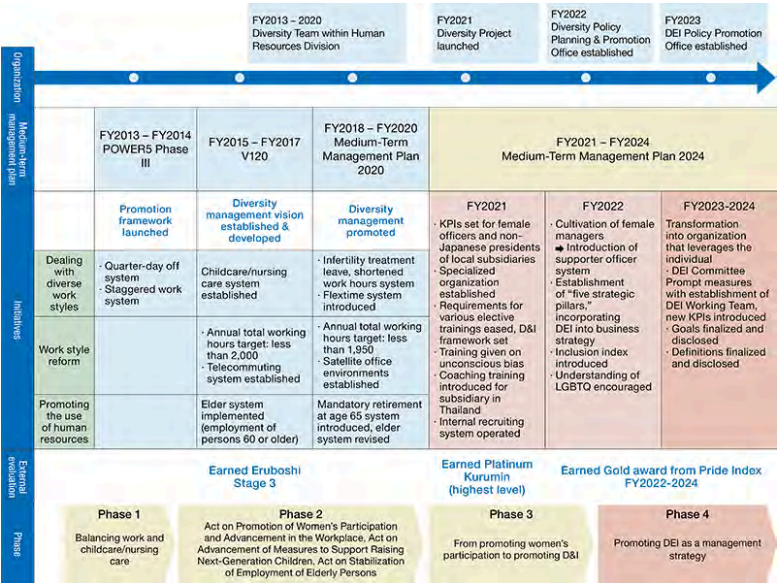 FY2013 – 2020
Diversity Team within Human
Resources Division
FY2021
Diversity Project
launched
FY2022
Diversity Policy
Planning & Promotion
Office established
FY2023
DEI Policy Promotion
Office established
Organization
Medium-term
management plan
FY2013 – FY2014
POWER5 Phase
III
FY2015 – FY2017
V120
FY2018 – FY2020
Medium-Term
Management Plan
2020
FY2021 – FY2024
Medium-Term Management Plan 2024
Initiatives
Promotion
framework
launched
Diversity
management vision
established &
developed
Diversity
management
promoted
Dealing
with
diverse
work
styles
· Quarter-day off
system
· Staggered work
system
Childcare/nursing
care system
established
· Infertility treatment
leave, shortened
work hours system
· Flextime system
introduced
Work style
reform
· Annual total working
hours target: less
than 2,000
· Telecommuting
system established
· Annual total working
hours target: less
than 1,950
· Satellite office
environments
established
Promoting
the use
of human
resources
Elder system
implemented
(employment of
persons 60 or older)
Mandatory retirement
at age 65 system
introduced, elder
system revised
FY2021
· KPIs set for female
officers and non-
Japanese presidents
of local subsidiaries
· Specialized
organization
established
· Requirements for
various elective
trainings eased, D&I
framework set
· Training given on
unconscious bias
· Coaching training
introduced for
subsidiary in
Thailand
· Internal recruiting
system operated
FY2022
· Cultivation of female
managers
➡ Introduction of
supporter officer
system
· Establishment of
“five strategic
pillars,”
incorporating
DEI into business
strategy
· Inclusion index
introduced
· Understanding of
LGBTQ encouraged
FY2023-2024
Transformation
into organization
that leverages the
individual
· DEI Committee
Prompt measures
with establishment of
DEI Working Team,
new KPIs introduced
· Goals finalized and
disclosed
· Definitions finalized
and disclosed
External
evaluation
Earned Eruboshi
Stage 3
Earned Platinum
Kurumin
(highest level)
Earned Gold award from Pride Index
FY2022-2024
Phase
Phase 1
Balancing work and
childcare/nursing
care
Phase 2
Act on Promotion of Women’s Participation
and Advancement in the Workplace, Act on
Advancement of Measures to Support Raising
Next-Generation Children, Act on Stabilization
of Employment of Elderly Persons
Phase 3
From promoting women’s
participation to promoting D&I
Phase 4
Promoting DEI as a management
strategy